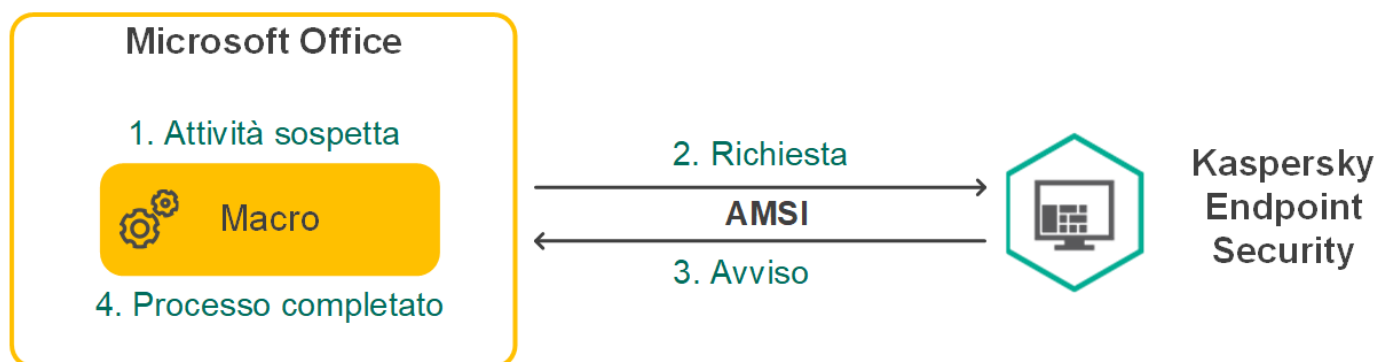 Microsoft Office
1. Attività sospetta
Macro
4. Processo completato
2. Richiesta
AMSI
3. Avviso
Kaspersky
Endpoint
Security